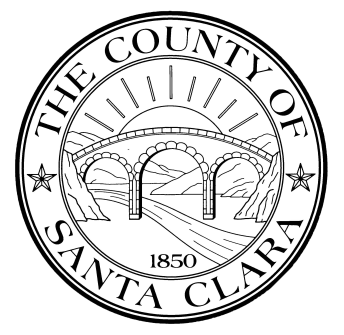 THE COUNTY OF
SANTA CLARA
1850